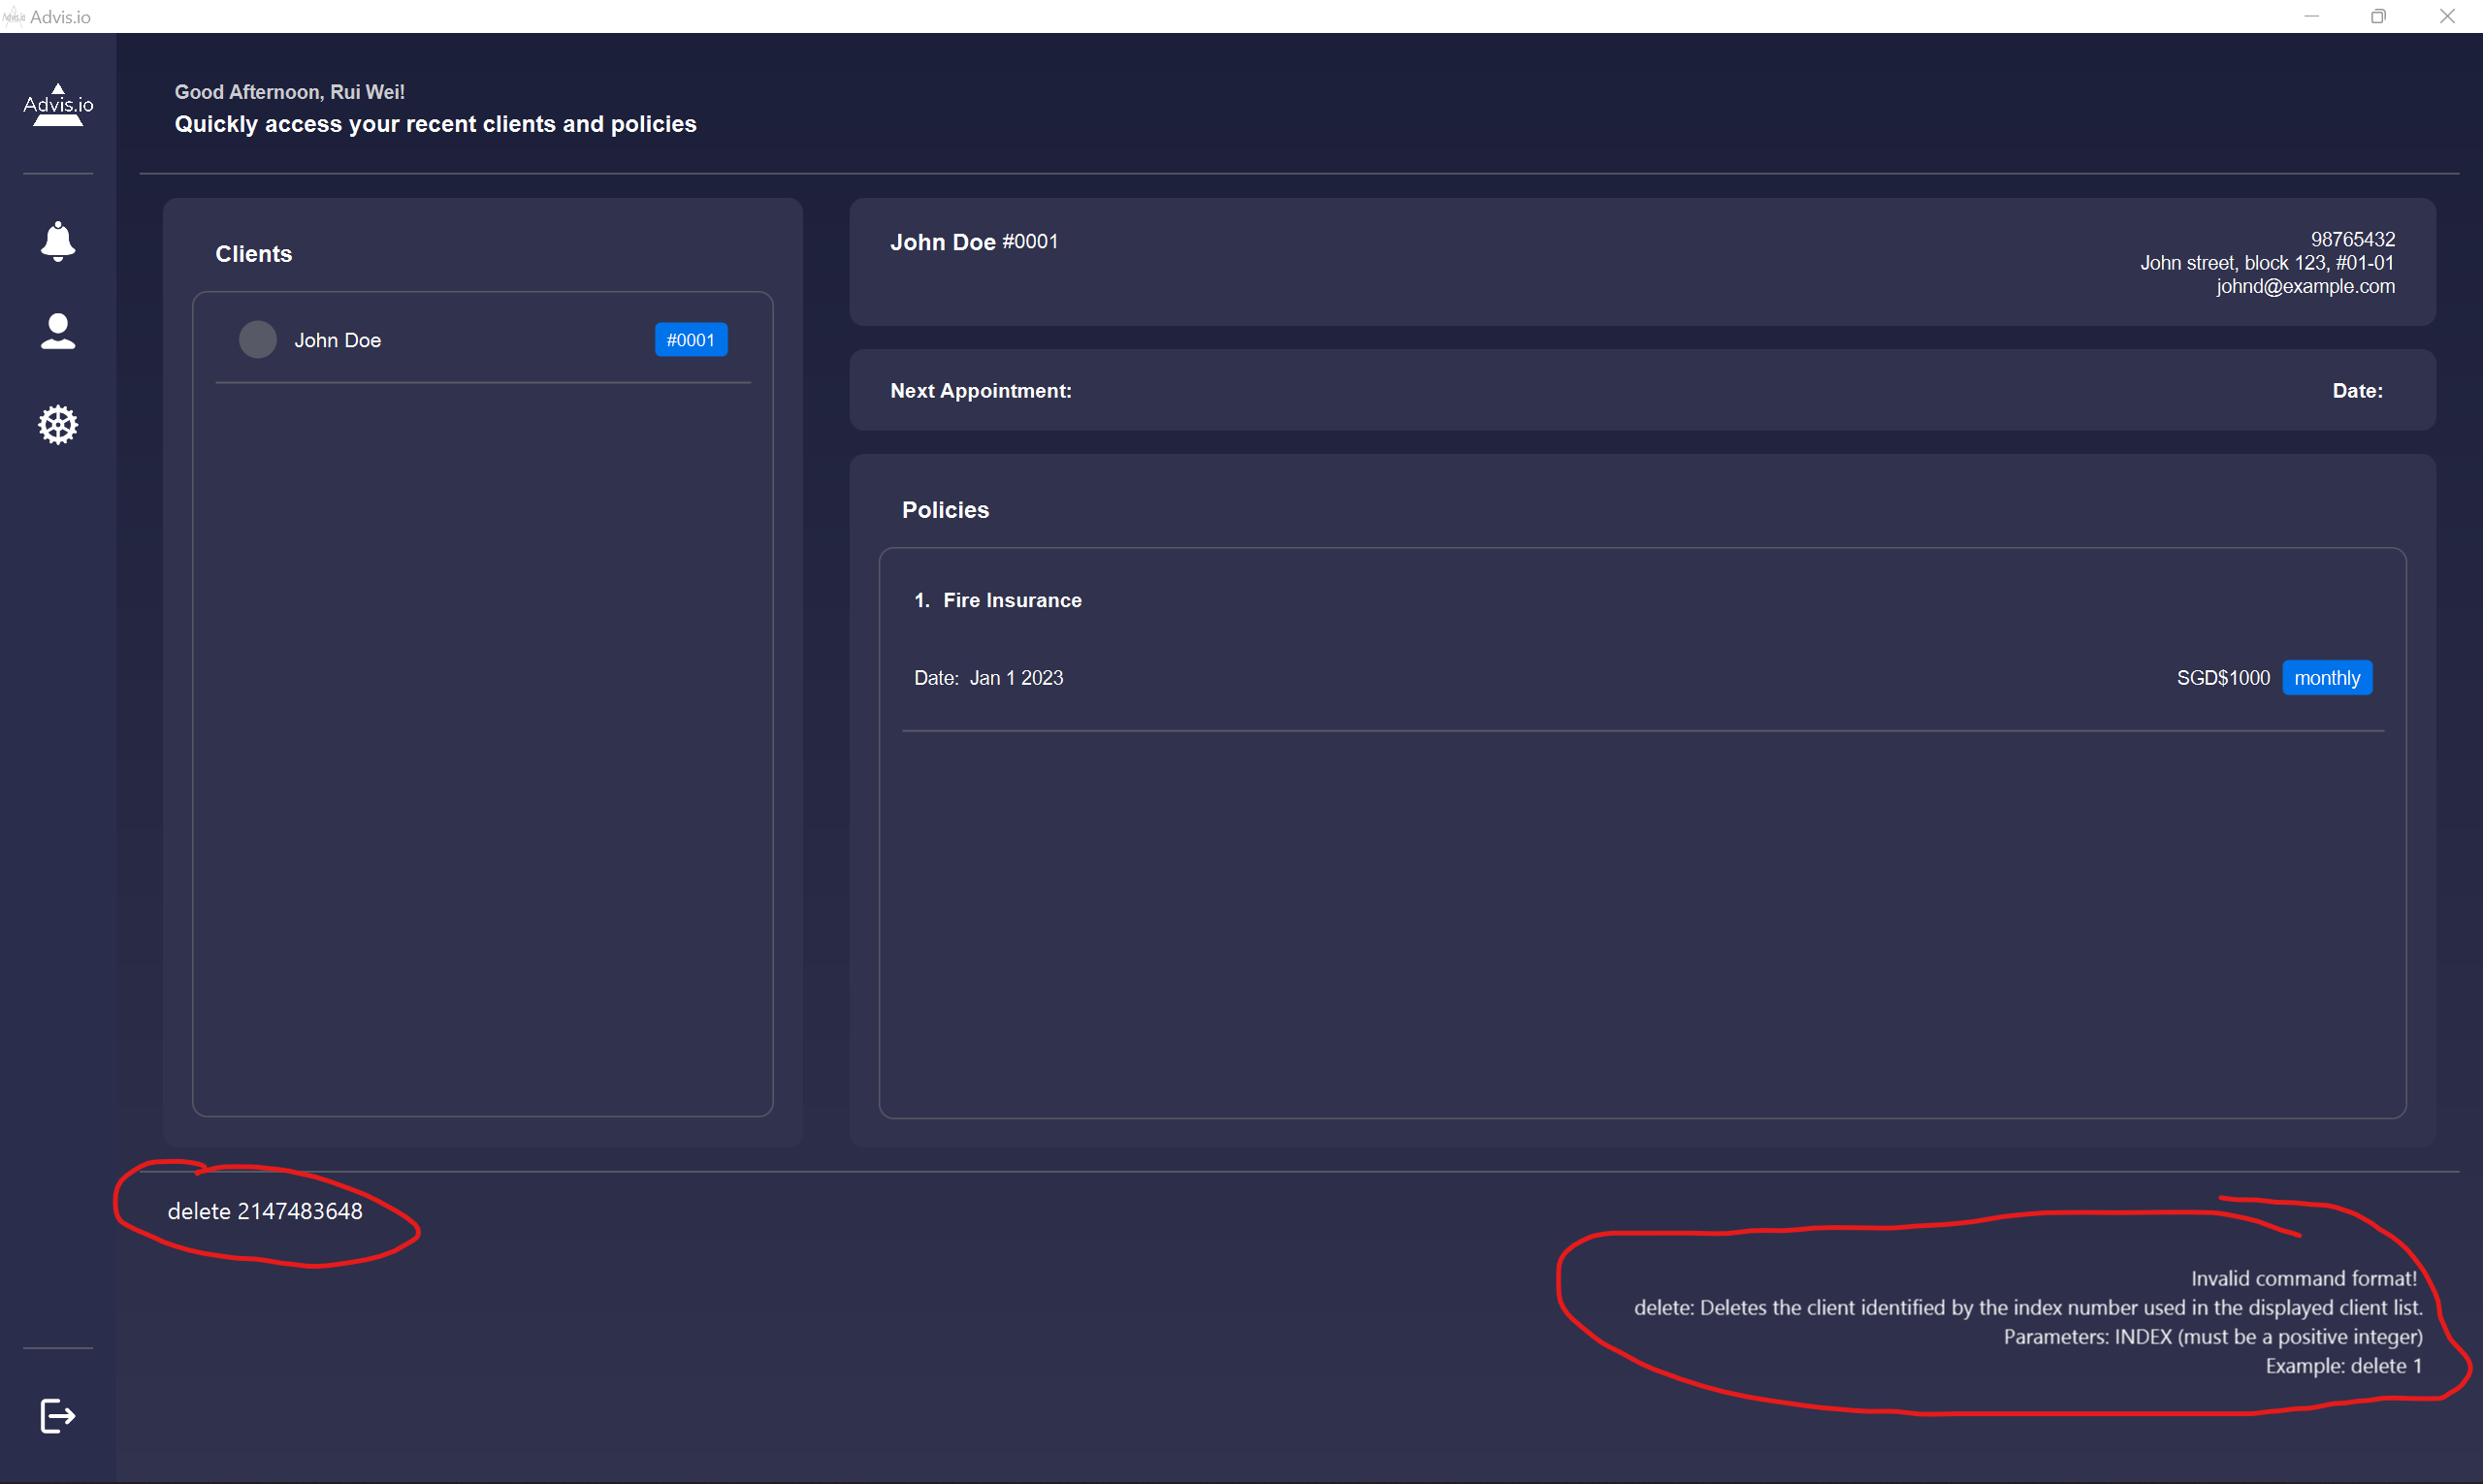 Advis.io
Advis.io
Good Afternoon, Rui Wei!
Quickly access your recent clients and policies
Clients
John Doe #0001
John Doe #0001
98765432
John street, block 123, #01-01
johnd@example.com
Next Appointment: Date:
Policies
1. Fire Insurance
Date: Jan 1 2023 SGD$1000 monthly
delete 2147483648
Invalid command format!
delete: Deletes the client identified by the index number used in the displayed client list.
Parameters: INDEX (must be a positive integer)
Example: delete 1